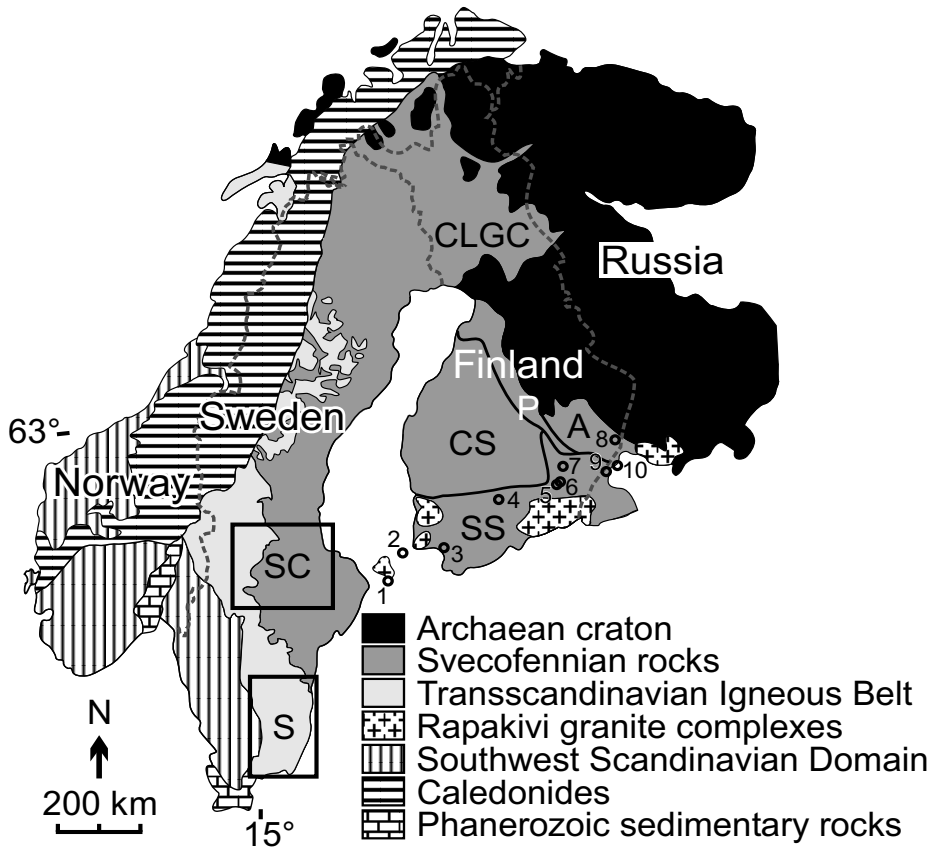 CLGC
Russia
Finland
P
Sweden
63°
CS
A
8
Norway
7
9
10
5
6
4
SS
2
3
SC
1
Archaean craton
Svecofennian rocks
Transscandinavian Igneous Belt
N
S
Rapakivi granite complexes
Southwest Scandinavian Domain
200 km
Caledonides
15°
Phanerozoic sedimentary rocks